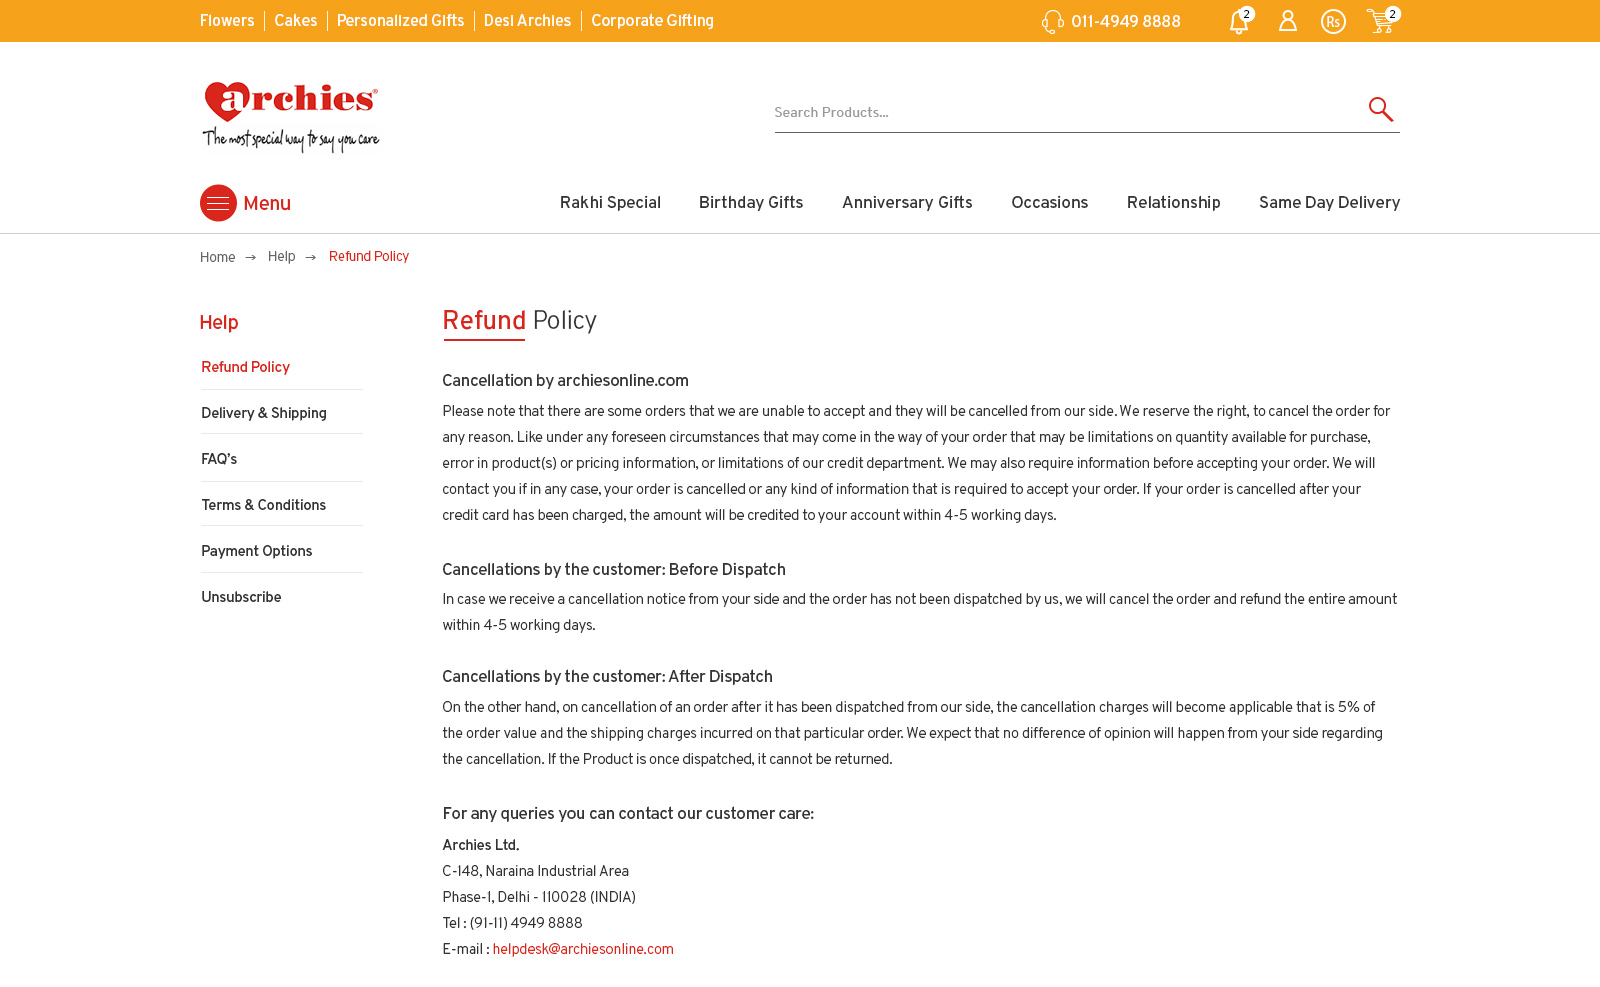 Flowers | Cakes | Personalized Gifts | Desi Archies | Corporate Gifting
011-4949 8888
2
Rs
2
archies®
The most special way to say you care
Search Products...
Menu
Rakhi Special
Birthday Gifts
Anniversary Gifts
Occasions
Relationship
Same Day Delivery
Home → Help → Refund Policy
Help
Refund Policy
Delivery & Shipping
FAQ's
Terms & Conditions
Payment Options
Unsubscribe
Refund Policy
Cancellation by archiesonline.com
Please note that there are some orders that we are unable to accept and they will be cancelled from our side. We reserve the right, to cancel the order for
any reason. Like under any foreseen circumstances that may come in the way of your order that may be limitations on quantity available for purchase,
error in product(s) or pricing information, or limitations of our credit department. We may also require information before accepting your order. We will
contact you if in any case, your order is cancelled or any kind of information that is required to accept your order. If your order is cancelled after your
credit card has been charged, the amount will be credited to your account within 4-5 working days.
Cancellations by the customer: Before Dispatch
In case we receive a cancellation notice from your side and the order has not been dispatched by us, we will cancel the order and refund the entire amount
within 4-5 working days.
Cancellations by the customer: After Dispatch
On the other hand, on cancellation of an order after it has been dispatched from our side, the cancellation charges will become applicable that is 5% of
the order value and the shipping charges incurred on that particular order. We expect that no difference of opinion will happen from your side regarding
the cancellation. If the Product is once dispatched, it cannot be returned.
For any queries you can contact our customer care:
Archies Ltd.
C-148, Naraina Industrial Area
Phase-1, Delhi - 110028 (INDIA)
Tel : (91-11) 4949 8888
E-mail : helpdesk@archiesonline.com